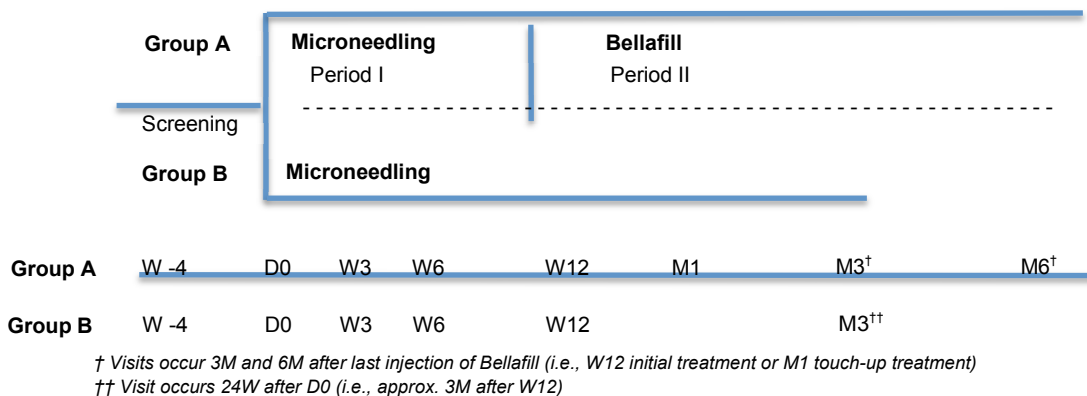 Group A Microneedling Bellafill
Period I Period II
Screening
Group B Microneedling
Group A W -4 D0 W3 W6 W12 M1 M3† M6†
Group B W -4 D0 W3 W6 W12 M3††
† Visits occur 3M and 6M after last injection of Bellafill (i.e., W12 initial treatment or M1 touch-up treatment)
†† Visit occurs 24W after D0 (i.e., approx. 3M after W12)